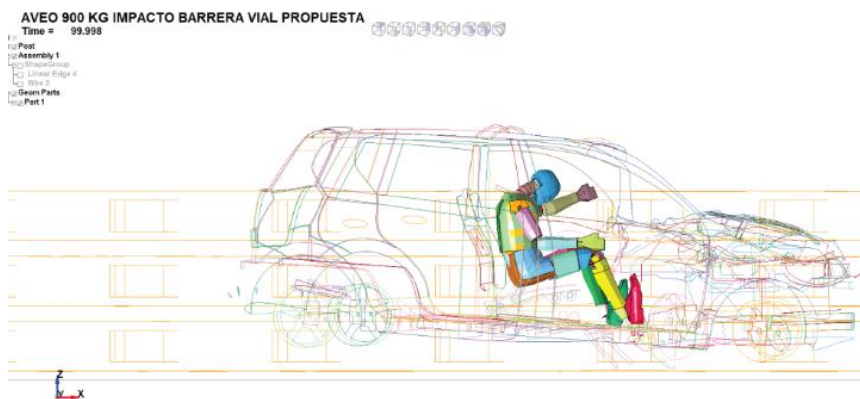 AVEO 900 KG IMPACTO BARRERA VIAL PROPUESTA
Time = 99.998
Post
Assembly 1
ShapeGroup
Linear Edge 4
Wire 3
Geom Parts
Part 1
Z
Y X